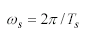 ωₛ = 2π / Tₛ